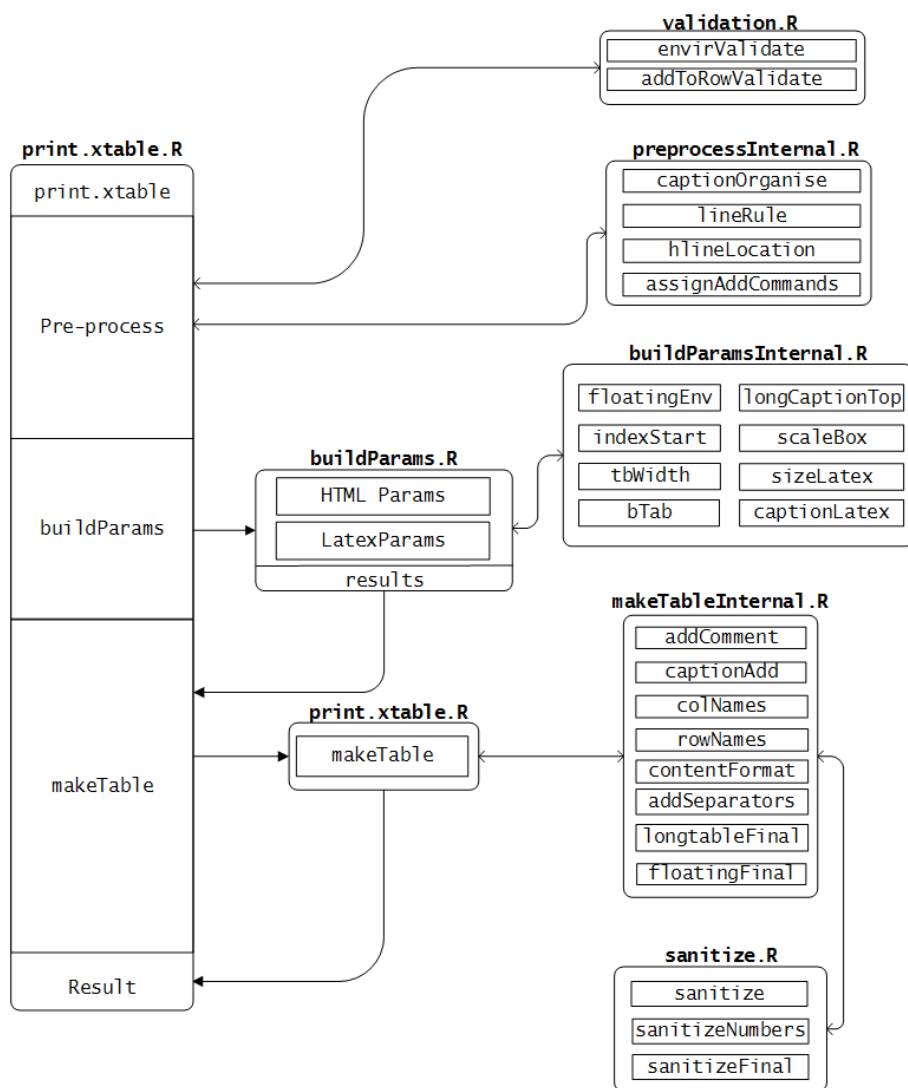 validation.R
envirValidate
addToRowValidate
print.xtable.R
print.xtable
Pre-process
buildParams
makeTable
Result
preprocessInternal.R
captionOrganise
lineRule
hlineLocation
assignAddCommands
buildParamsInternal.R
floatingEnv longCaptionTop
indexStart scaleBox
tbWidth sizeLatex
bTab captionLatex
buildParams.R
HTML Params
LatexParams
results
makeTableInternal.R
addComment
captionAdd
colNames
rowNames
contentFormat
addSeparators
longtableFinal
floatingFinal
print.xtable.R
makeTable
sanitize.R
sanitize
sanitizeNumbers
sanitizeFinal